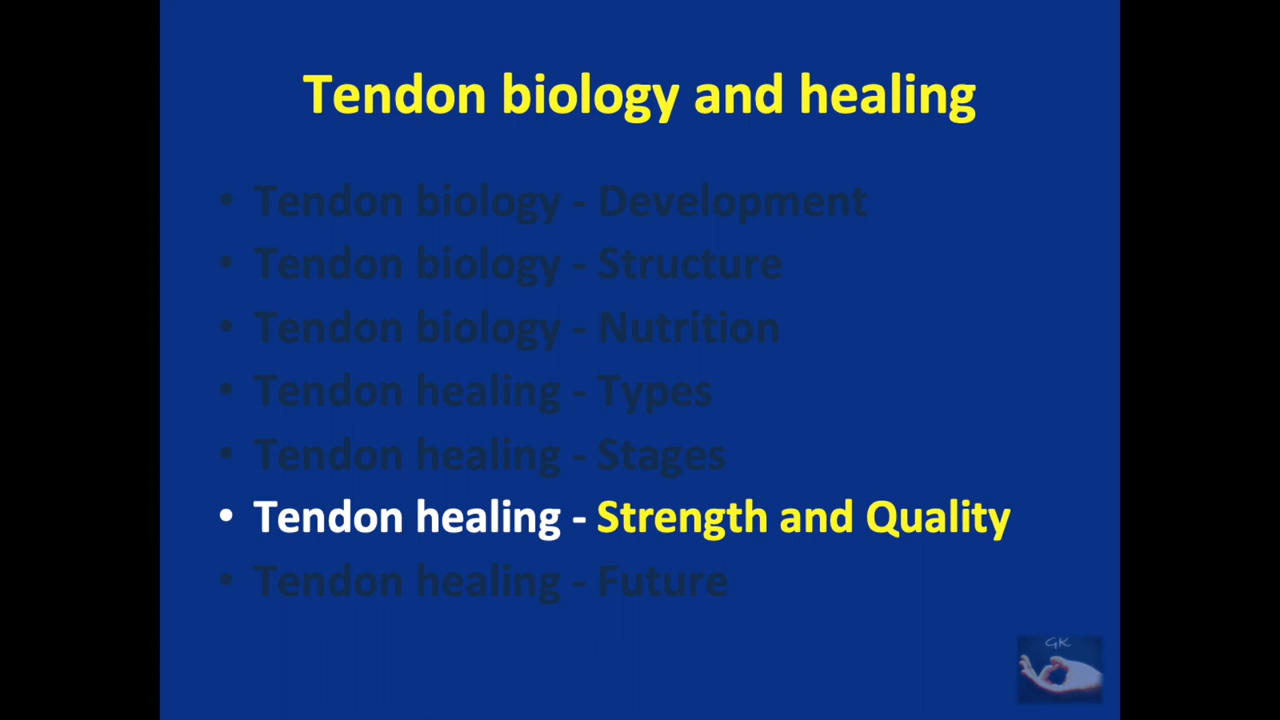 Tendon biology and healing
• Tendon biology - Development
• Tendon biology - Structure
• Tendon biology - Nutrition
• Tendon healing - Types
• Tendon healing - Stages
• Tendon healing - Strength and Quality
• Tendon healing - Future
GK